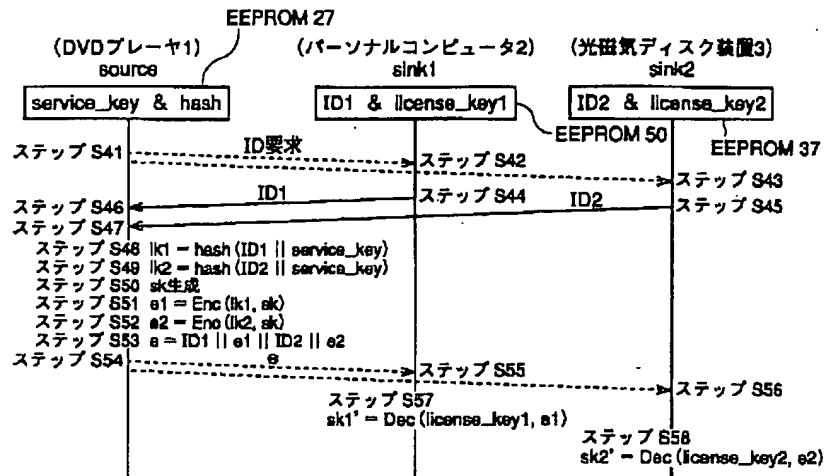 EEPROM 27
(DVDプレーヤ1)
source
(パーソナルコンピュータ2)
sink1
(光磁気ディスク装置3)
sink2
service_key & hash
ID1 & license_key1
ID2 & license_key2
EEPROM 50
EEPROM 37
ステップ S41
ID要求
ステップ S42
ステップ S43
ステップ S44
ID1
ステップ S46
ID2
ステップ S45
ステップ S47
ステップ S48 lk1 = hash (ID1 || service_key)
ステップ S49 lk2 = hash (ID2 || service_key)
ステップ S50 sk生成
ステップ S51 e1 = Enc (lk1, sk)
ステップ S52 e2 = Enc (lk2, sk)
ステップ S53 e = ID1 || e1 || ID2 || e2
ステップ S54
e
ステップ S55
ステップ S56
ステップ S57
sk1' = Dec (license_key1, e1)
ステップ S58
sk2' = Dec (license_key2, e2)